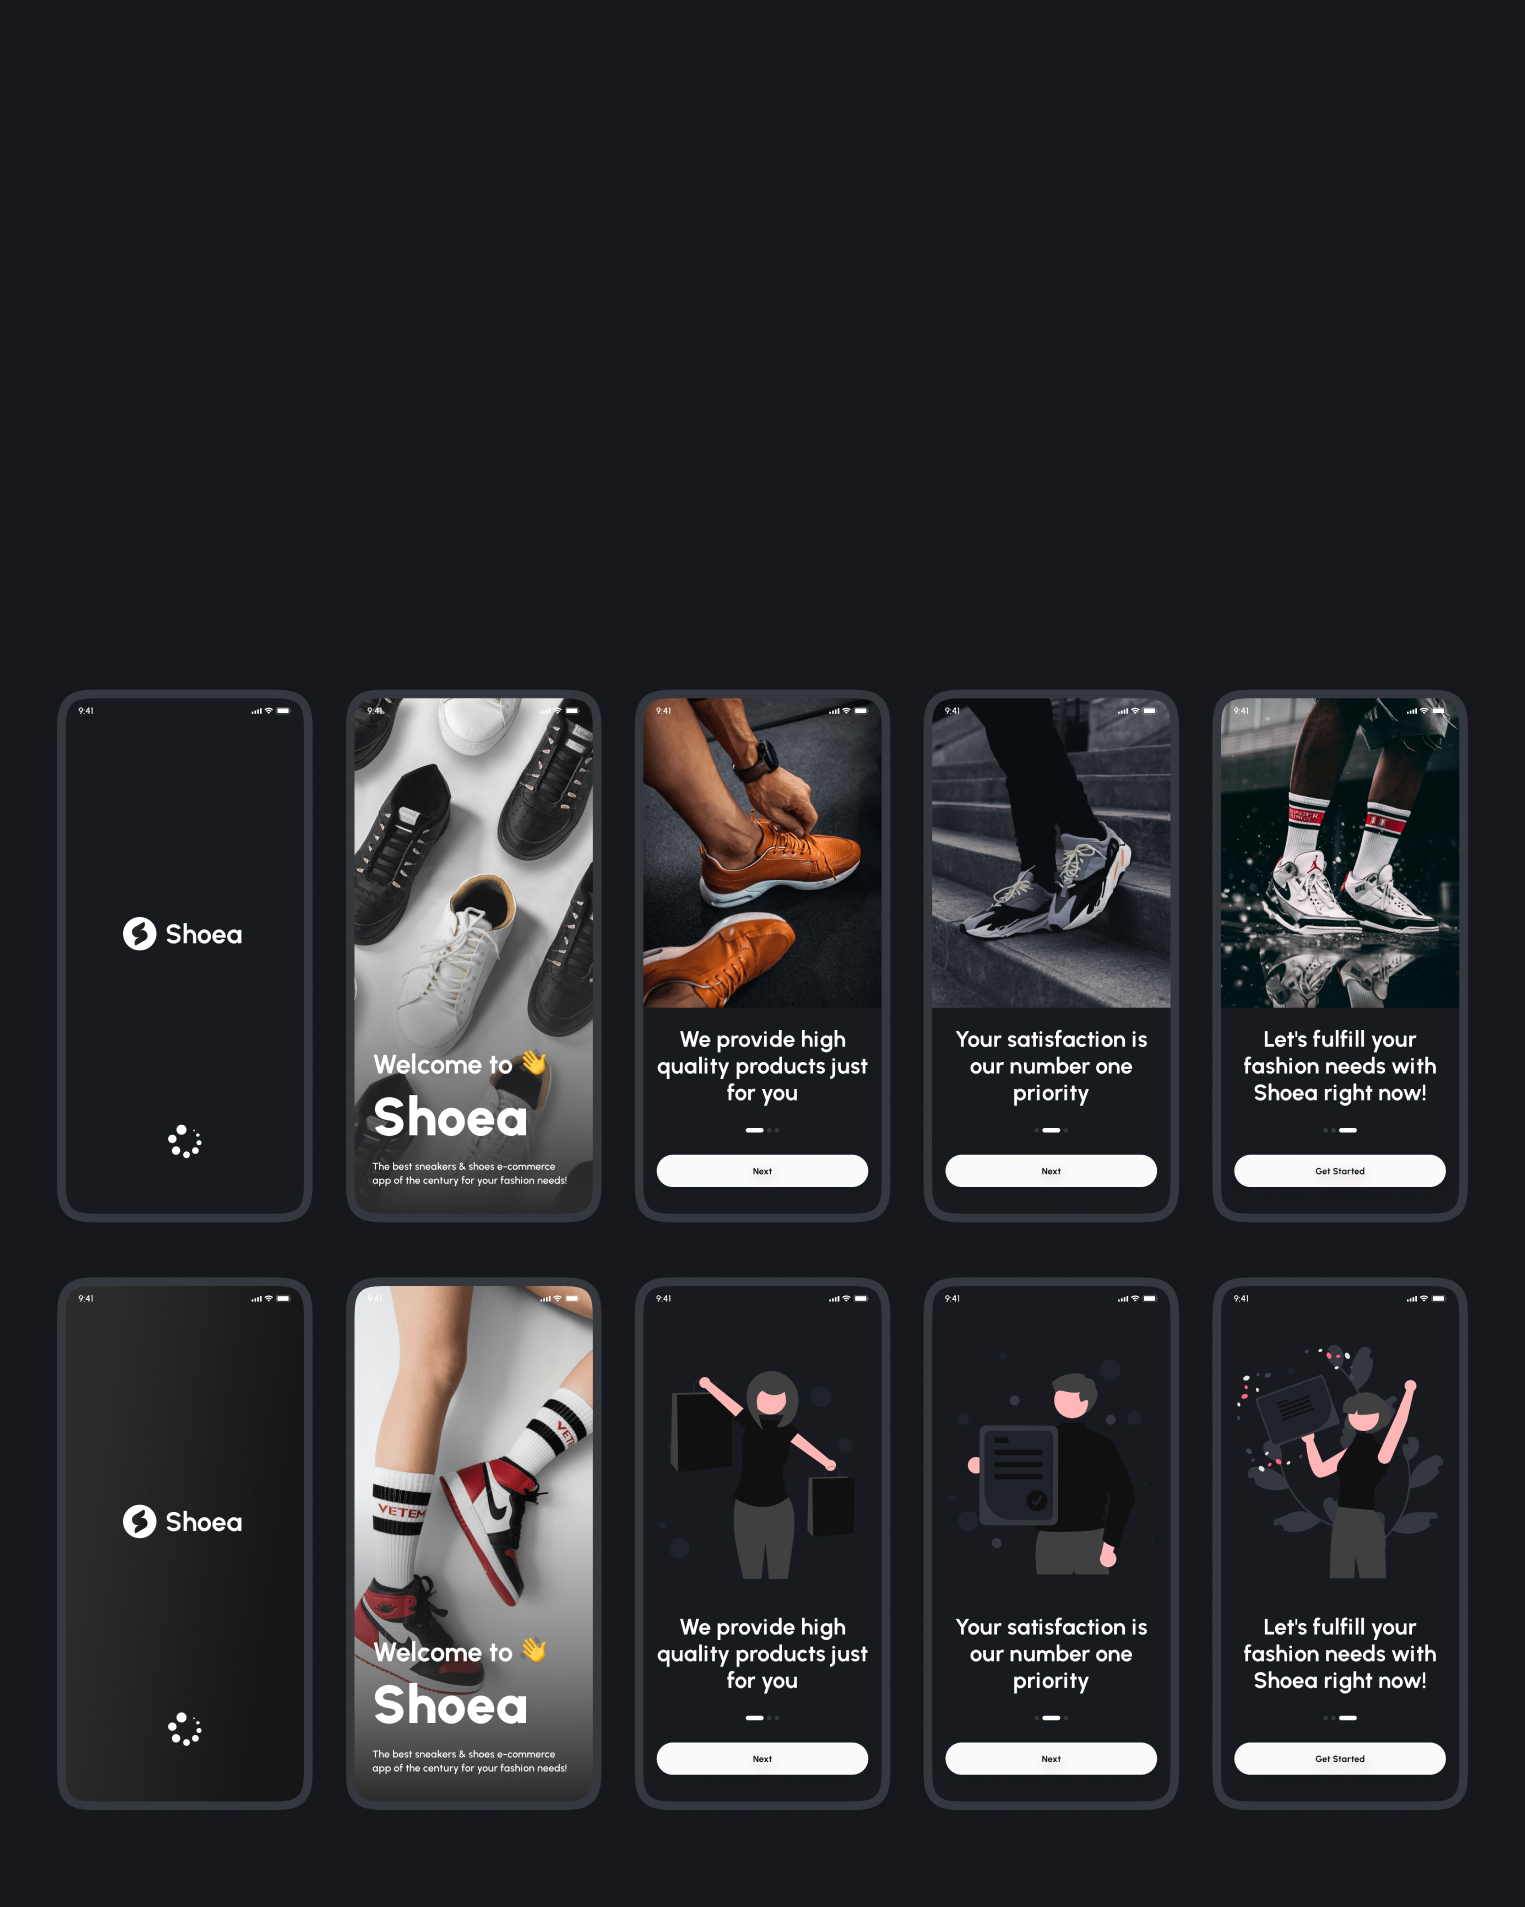 9:41
Shoea
9:41
Welcome to 👋
Shoea
The best sneakers & shoes e-commerce
app of the century for your fashion needs!
9:41
We provide high
quality products just
for you
Next
9:41
Your satisfaction is
our number one
priority
Next
9:41
Let's fulfill your
fashion needs with
Shoea right now!
Get Started
9:41
Shoea
9:41
VETEM
VETE
Welcome to 👋
Shoea
The best sneakers & shoes e-commerce
app of the century for your fashion needs!
9:41
We provide high
quality products just
for you
Next
9:41
Your satisfaction is
our number one
priority
Next
9:41
Let's fulfill your
fashion needs with
Shoea right now!
Get Started